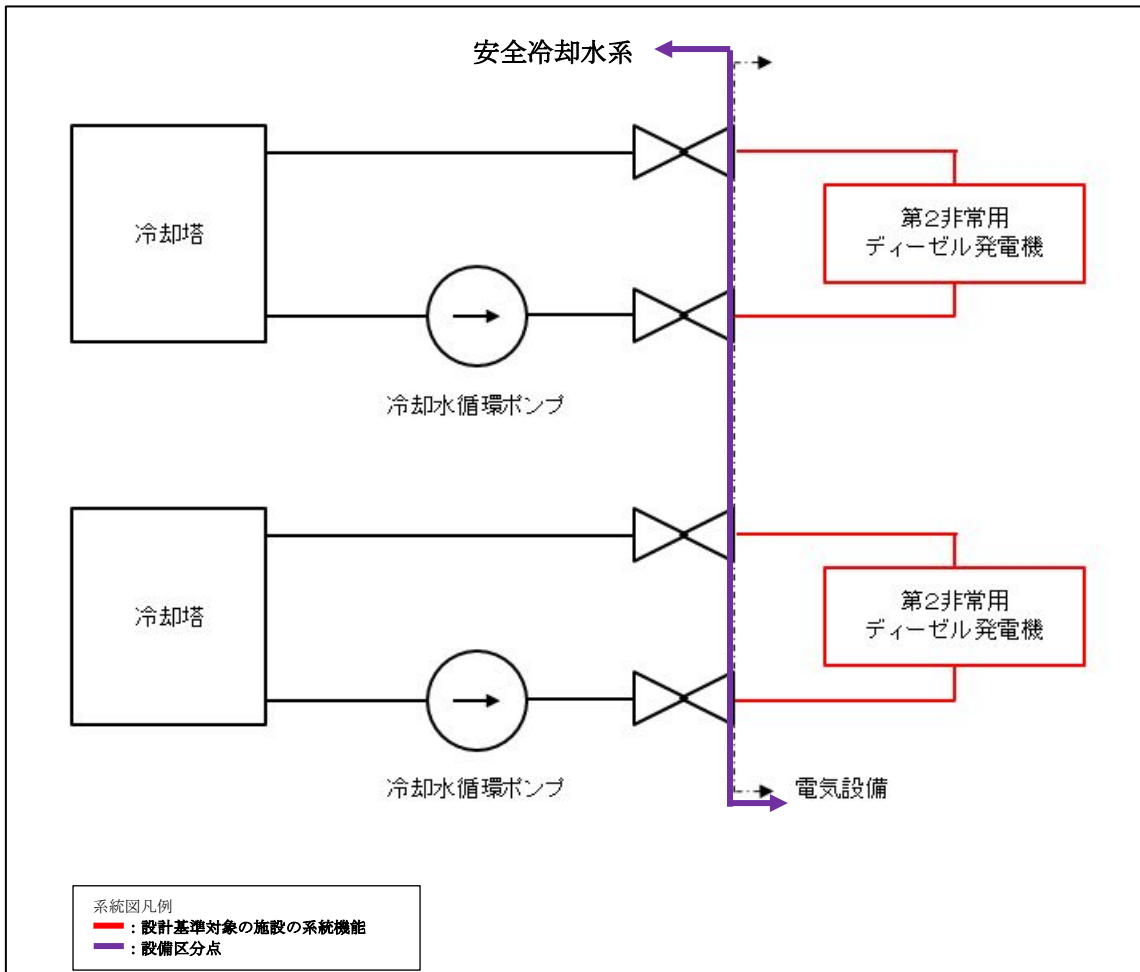 安全冷却水系
冷却塔
第2非常用
ディーゼル発電機
冷却水循環ポンプ
冷却塔
第2非常用
ディーゼル発電機
冷却水循環ポンプ
電気設備
系統図凡例
：設計基準対象の施設の系統機能
：設備区分点